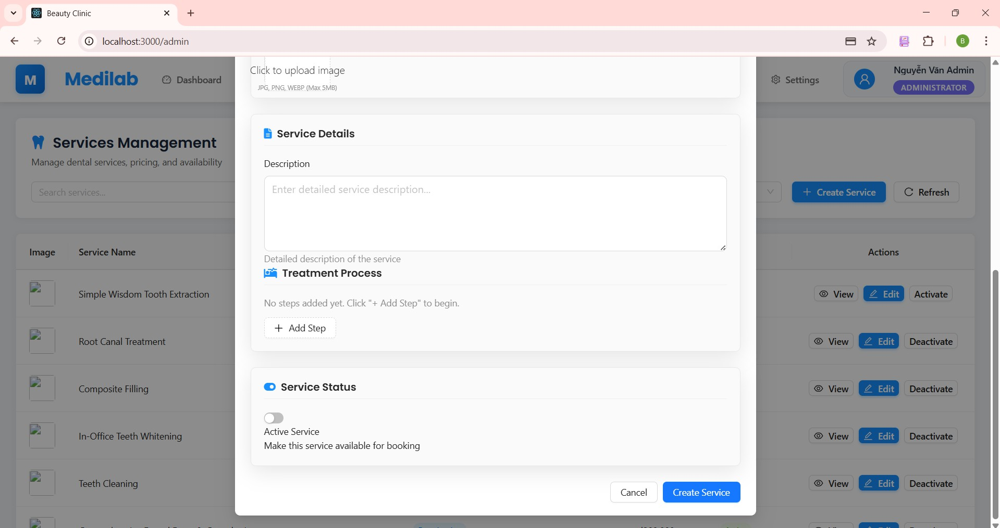 Beauty Clinic
localhost:3000/admin
B
M
Medilab
Dashboard
Settings
Nguyễn Văn Admin
ADMINISTRATOR
Click to upload image
JPG, PNG, WEBP (Max 5MB)
Services Management
Manage dental services, pricing, and availability
Search services...
Create Service
Refresh
Service Details
Description
Enter detailed service description...
Detailed description of the service
Treatment Process
No steps added yet. Click "+ Add Step" to begin.
+ Add Step
Service Status
Active Service
Make this service available for booking
Cancel
Create Service
Image
Service Name
Actions
Simple Wisdom Tooth Extraction
View
Edit
Activate
Root Canal Treatment
View
Edit
Deactivate
Composite Filling
View
Edit
Deactivate
In-Office Teeth Whitening
View
Edit
Deactivate
Teeth Cleaning
View
Edit
Deactivate